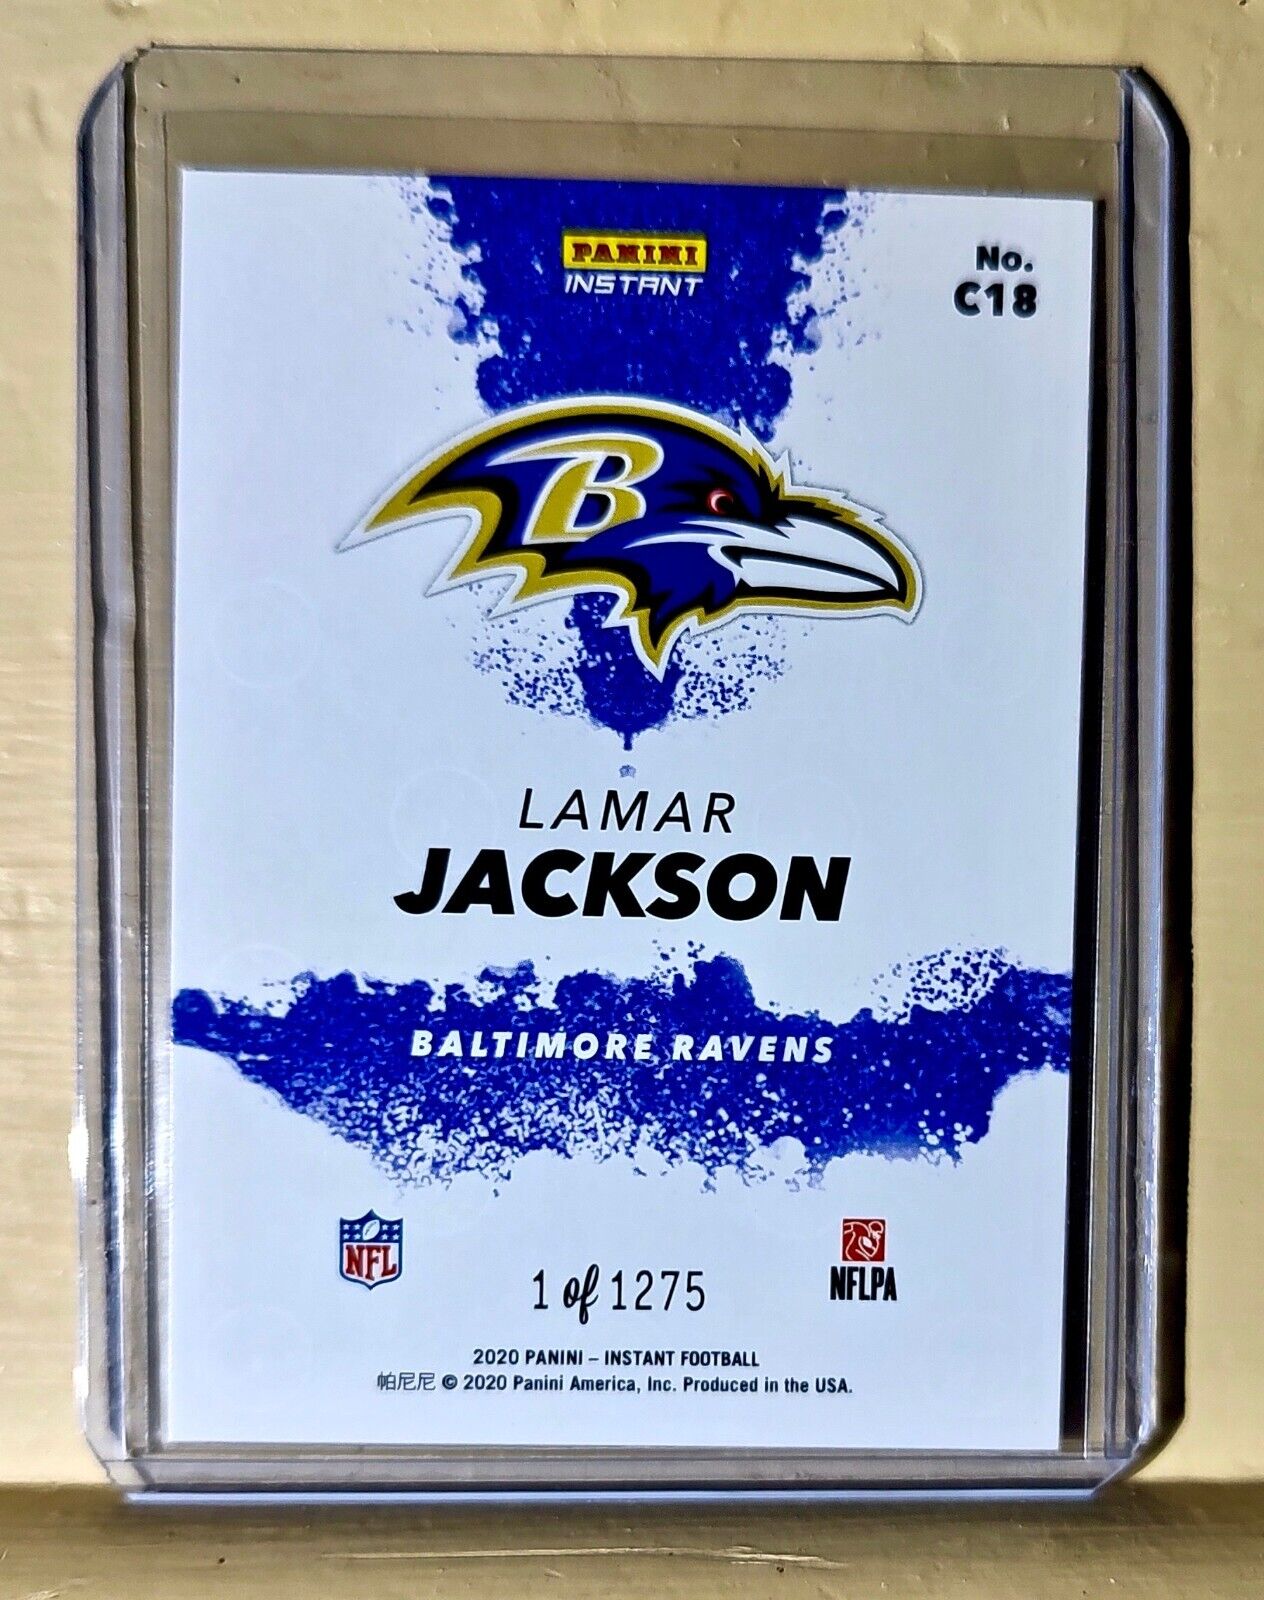 PANINI
INSTANT
No.
C18
B
LAMAR
JACKSON
BALTIMORE RAVENS
NFL
1 of 1275
NFLPA
2020 PANINI – INSTANT FOOTBALL
帕尼尼 © 2020 Panini America, Inc. Produced in the USA.